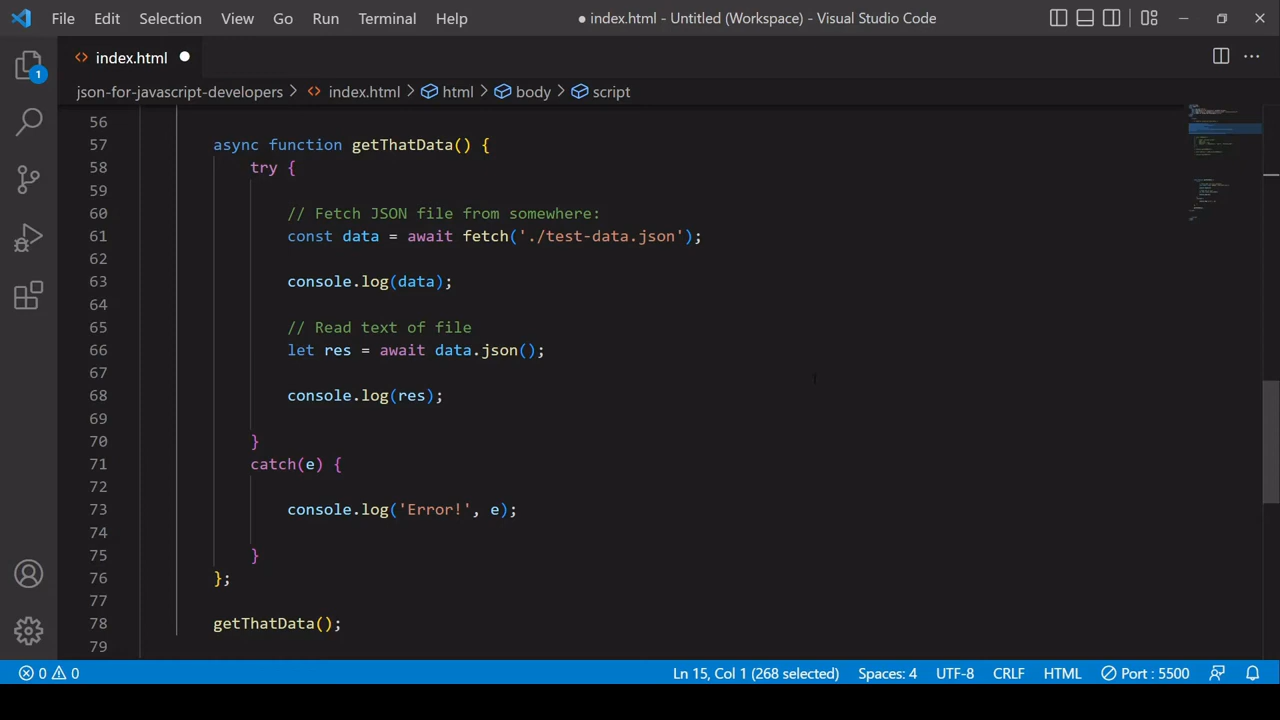 File Edit Selection View Go Run Terminal Help ● index.html - Untitled (Workspace) - Visual Studio Code
index.html
1
json-for-javascript-developers > index.html > html > body > script
56
57 async function getThatData() {
58 try {
59
60 // Fetch JSON file from somewhere:
61 const data = await fetch('./test-data.json');
62
63 console.log(data);
64
65 // Read text of file
66 let res = await data.json();
67
68 console.log(res);
69
70 }
71 catch(e) {
72
73 console.log('Error!', e);
74
75 }
76 };
77
78 getThatData();
79
0 0 Ln 15, Col 1 (268 selected) Spaces: 4 UTF-8 CRLF HTML Port : 5500